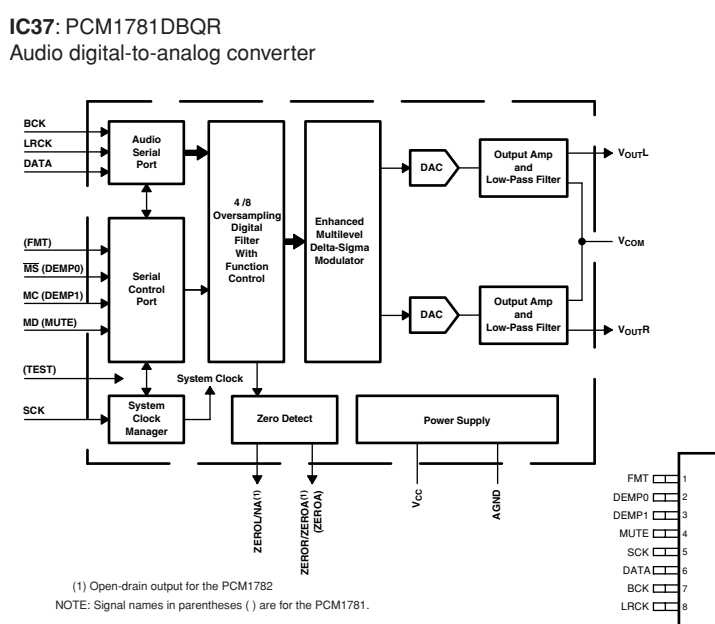 IC37: PCM1781DBQR
Audio digital-to-analog converter
BCK
LRCK
DATA
Audio
Serial
Port
4 /8
Oversampling
Digital
Filter
With
Function
Control
Enhanced
Multilevel
Delta-Sigma
Modulator
DAC
Output Amp
and
Low-Pass Filter
VOUTL
VCOM
(FMT)
MS (DEMP0)
MC (DEMP1)
MD (MUTE)
Serial
Control
Port
DAC
Output Amp
and
Low-Pass Filter
VOUTR
(TEST)
System Clock
SCK
System
Clock
Manager
Zero Detect
Power Supply
ZEROL/NA(1)
ZEROR/ZEROA(1)
(ZEROA)
VCC
AGND
(1) Open-drain output for the PCM1782
NOTE: Signal names in parentheses ( ) are for the PCM1781.
FMT 1
DEMP0 2
DEMP1 3
MUTE 4
SCK 5
DATA 6
BCK 7
LRCK 8